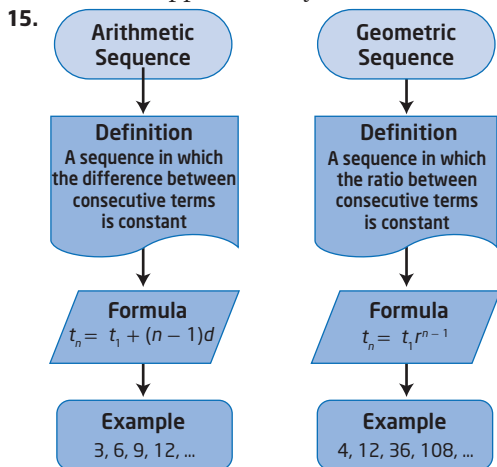 15.
Arithmetic
Sequence
Definition
A sequence in which
the difference between
consecutive terms
is constant
Formula
tₙ = t₁ + (n − 1)d
Example
3, 6, 9, 12, ...
Geometric
Sequence
Definition
A sequence in which
the ratio between
consecutive terms
is constant
Formula
tₙ = t₁rⁿ⁻¹
Example
4, 12, 36, 108, ...